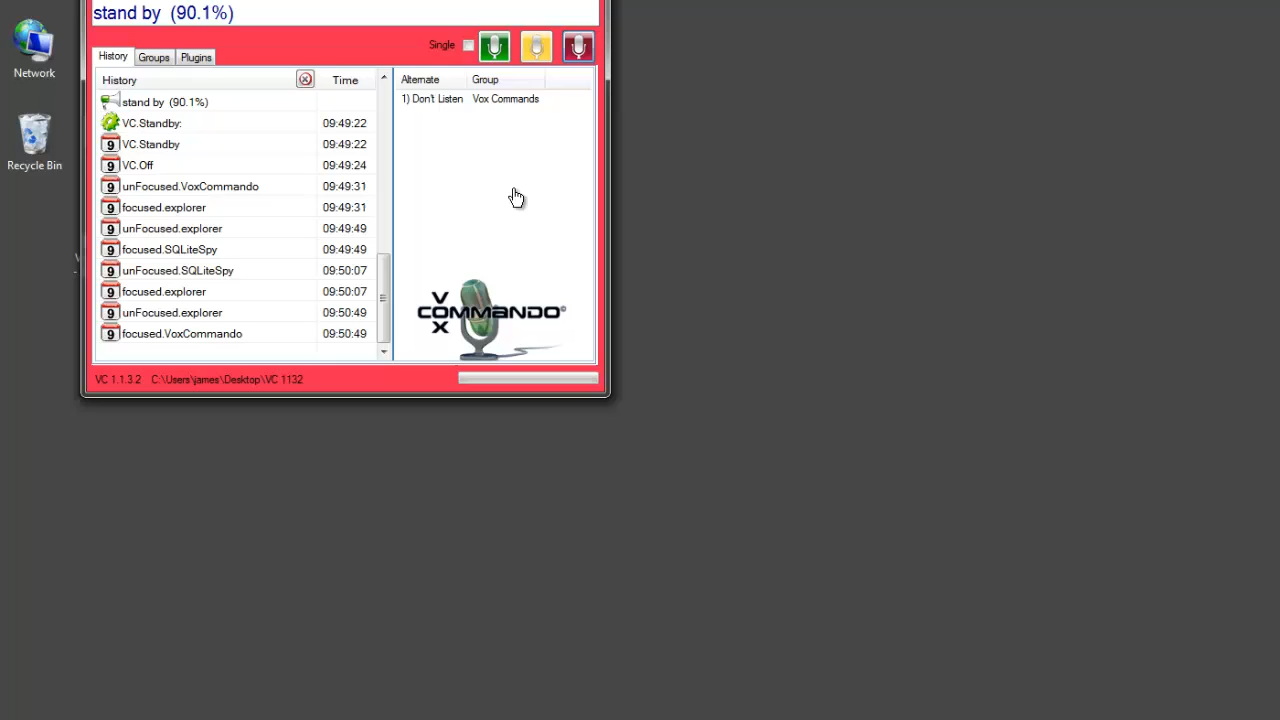 stand by (90.1%)
Network
Single
History Groups Plugins
History Time
Alternate Group
stand by (90.1%)
1) Don't Listen Vox Commands
VC.Standby: 09:49:22
VC.Standby 09:49:22
VC.Off 09:49:24
Recycle Bin
unFocused.VoxCommando 09:49:31
focused.explorer 09:49:31
unFocused.explorer 09:49:49
focused.SQLiteSpy 09:49:49
unFocused.SQLiteSpy 09:50:07
focused.explorer 09:50:07
unFocused.explorer 09:50:49
focused.VoxCommando 09:50:49
VOX COMMANDO©
VC 1.1.3.2 C:\Users\james\Desktop\VC 1132